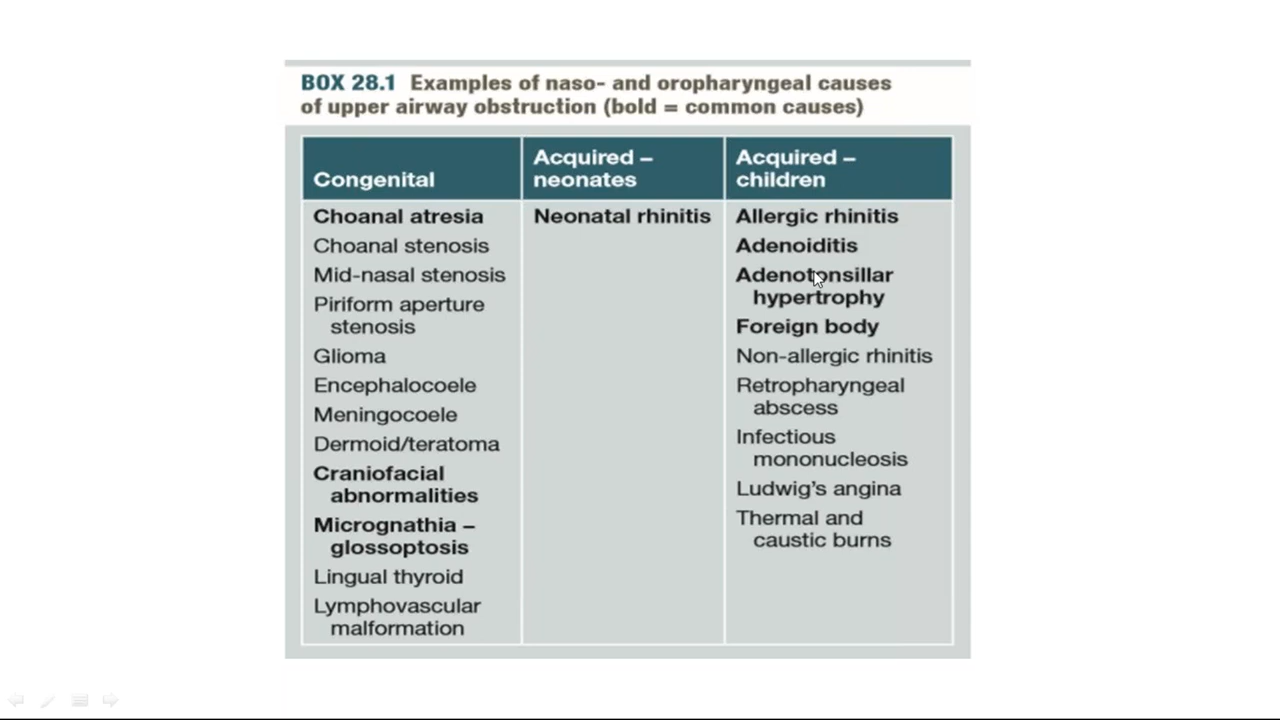 BOX 28.1 Examples of naso- and oropharyngeal causes
of upper airway obstruction (bold = common causes)
Congenital
Choanal atresia
Choanal stenosis
Mid-nasal stenosis
Piriform aperture
stenosis
Glioma
Encephalocoele
Meningocoele
Dermoid/teratoma
Craniofacial
abnormalities
Micrognathia –
glossoptosis
Lingual thyroid
Lymphovascular
malformation
Acquired –
neonates
Neonatal rhinitis
Acquired –
children
Allergic rhinitis
Adenoiditis
Adenotonsillar
hypertrophy
Foreign body
Non-allergic rhinitis
Retropharyngeal
abscess
Infectious
mononucleosis
Ludwig's angina
Thermal and
caustic burns